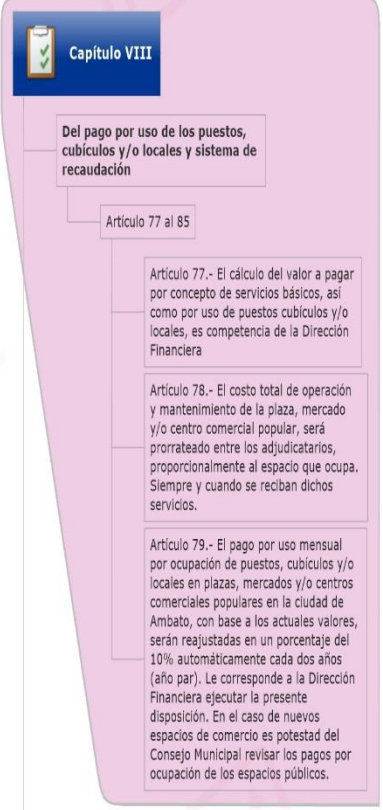 Capítulo VIII
Del pago por uso de los puestos,
cubículos y/o locales y sistema de
recaudación
Artículo 77 al 85
Artículo 77.- El cálculo del valor a pagar
por concepto de servicios básicos, así
como por uso de puestos cubículos y/o
locales, es competencia de la Dirección
Financiera
Artículo 78.- El costo total de operación
y mantenimiento de la plaza, mercado
y/o centro comercial popular, será
prorrateado entre los adjudicatarios,
proporcionalmente al espacio que ocupa.
Siempre y cuando se reciban dichos
servicios.
Artículo 79.- El pago por uso mensual
por ocupación de puestos, cubículos y/o
locales en plazas, mercados y/o centros
comerciales populares en la ciudad de
Ambato, con base a los actuales valores,
serán reajustadas en un porcentaje del
10% automáticamente cada dos años
(año par). Le corresponde a la Dirección
Financiera ejecutar la presente
disposición. En el caso de nuevos
espacios de comercio es potestad del
Consejo Municipal revisar los pagos por
ocupación de los espacios públicos.